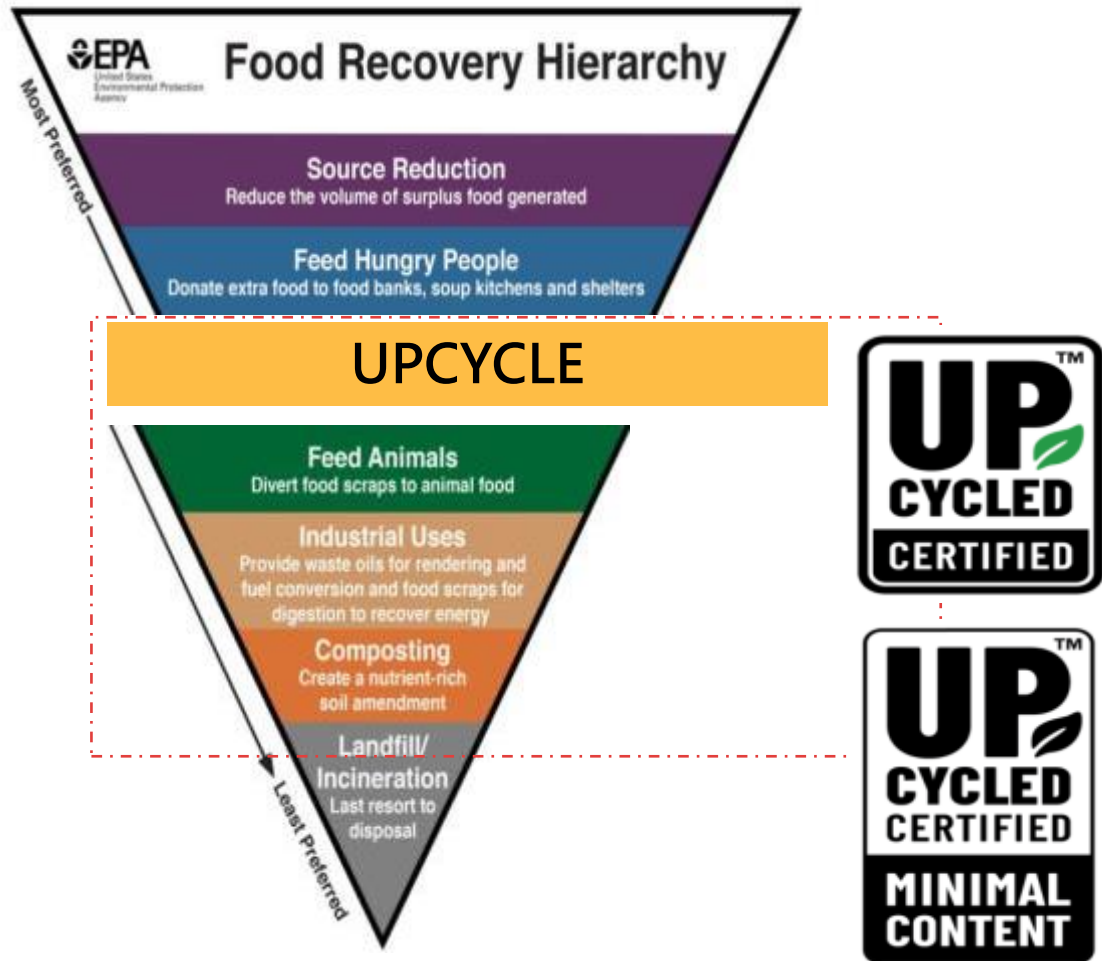 EPA
United States
Environmental Protection
Agency
Food Recovery Hierarchy
Most Preferred
Source Reduction
Reduce the volume of surplus food generated
Feed Hungry People
Donate extra food to food banks, soup kitchens and shelters
UPCYCLE
Feed Animals
Divert food scraps to animal food
Industrial Uses
Provide waste oils for rendering and
fuel conversion and food scraps for
digestion to recover energy
Composting
Create a nutrient-rich
soil amendment
Landfill/
Incineration
Last resort to
disposal
Least Preferred
UP™
CYCLED
CERTIFIED
UP™
CYCLED
CERTIFIED
MINIMAL
CONTENT